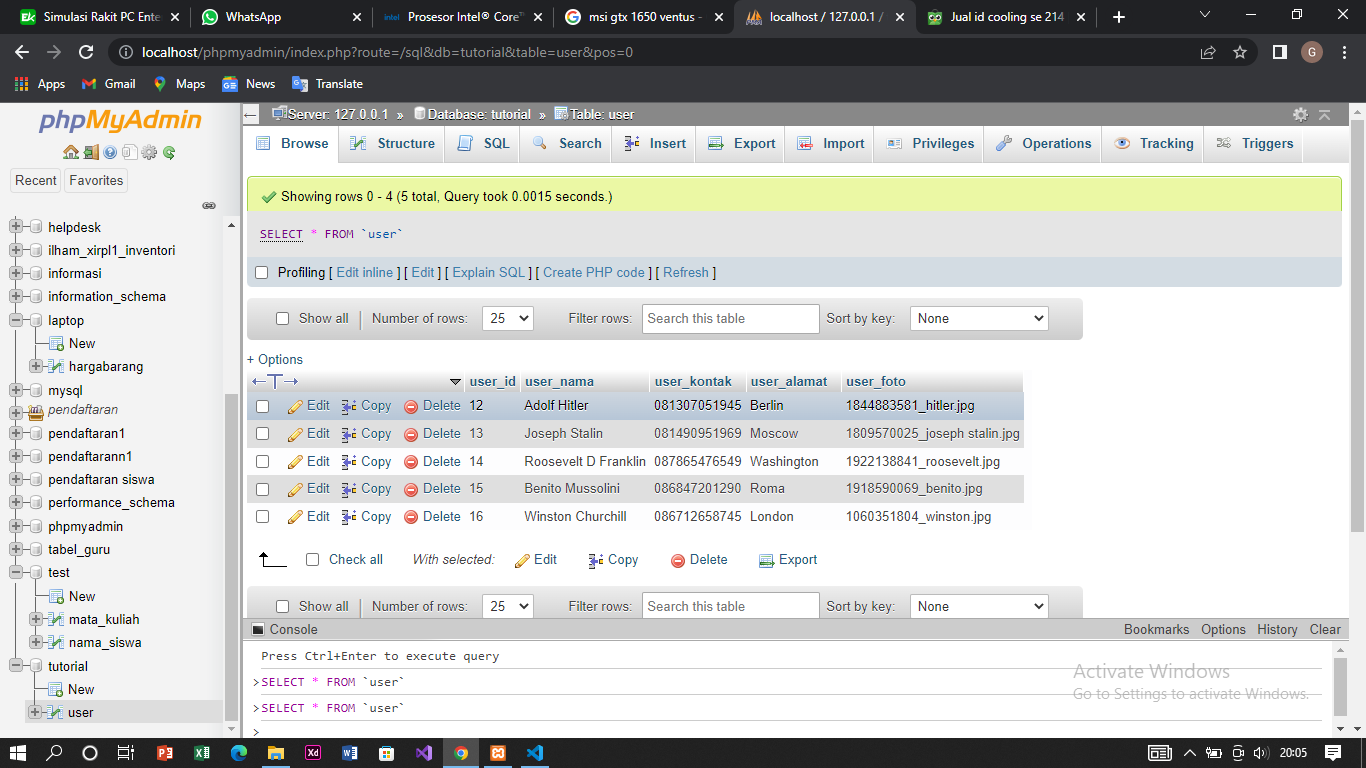 Simulasi Rakit PC Ente
WhatsApp
Prosesor Intel® Core™
msi gtx 1650 ventus -
localhost / 127.0.0.1 /
Jual id cooling se 214
localhost/phpmyadmin/index.php?route=/sql&db=tutorial&table=user&pos=0
G
Apps Gmail Maps News Translate
phpMyAdmin
Recent Favorites
helpdesk
ilham_xirpl1_inventori
informasi
information_schema
laptop
New
hargabarang
mysql
pendaftaran
pendaftaran1
pendaftarann1
pendaftaran siswa
performance_schema
phpmyadmin
tabel_guru
test
New
mata_kuliah
nama_siswa
tutorial
New
user
Server: 127.0.0.1 » Database: tutorial » Table: user
Browse Structure SQL Search Insert Export Import Privileges Operations Tracking Triggers
Showing rows 0 - 4 (5 total, Query took 0.0015 seconds.)
SELECT * FROM `user`
Profiling [ Edit inline ] [ Edit ] [ Explain SQL ] [ Create PHP code ] [ Refresh ]
Show all Number of rows: 25 Filter rows: Search this table Sort by key: None
+ Options
user_id user_nama user_kontak user_alamat user_foto
Edit Copy Delete 12 Adolf Hitler 081307051945 Berlin 1844883581_hitler.jpg
Edit Copy Delete 13 Joseph Stalin 081490951969 Moscow 1809570025_joseph stalin.jpg
Edit Copy Delete 14 Roosevelt D Franklin 087865476549 Washington 1922138841_roosevelt.jpg
Edit Copy Delete 15 Benito Mussolini 086847201290 Roma 1918590069_benito.jpg
Edit Copy Delete 16 Winston Churchill 086712658745 London 1060351804_winston.jpg
Check all With selected: Edit Copy Delete Export
Show all Number of rows: 25 Filter rows: Search this table Sort by key: None
Console Bookmarks Options History Clear
Press Ctrl+Enter to execute query
>SELECT * FROM `user`
>SELECT * FROM `user`
>
Activate Windows
Go to Settings to activate Windows.
20:05